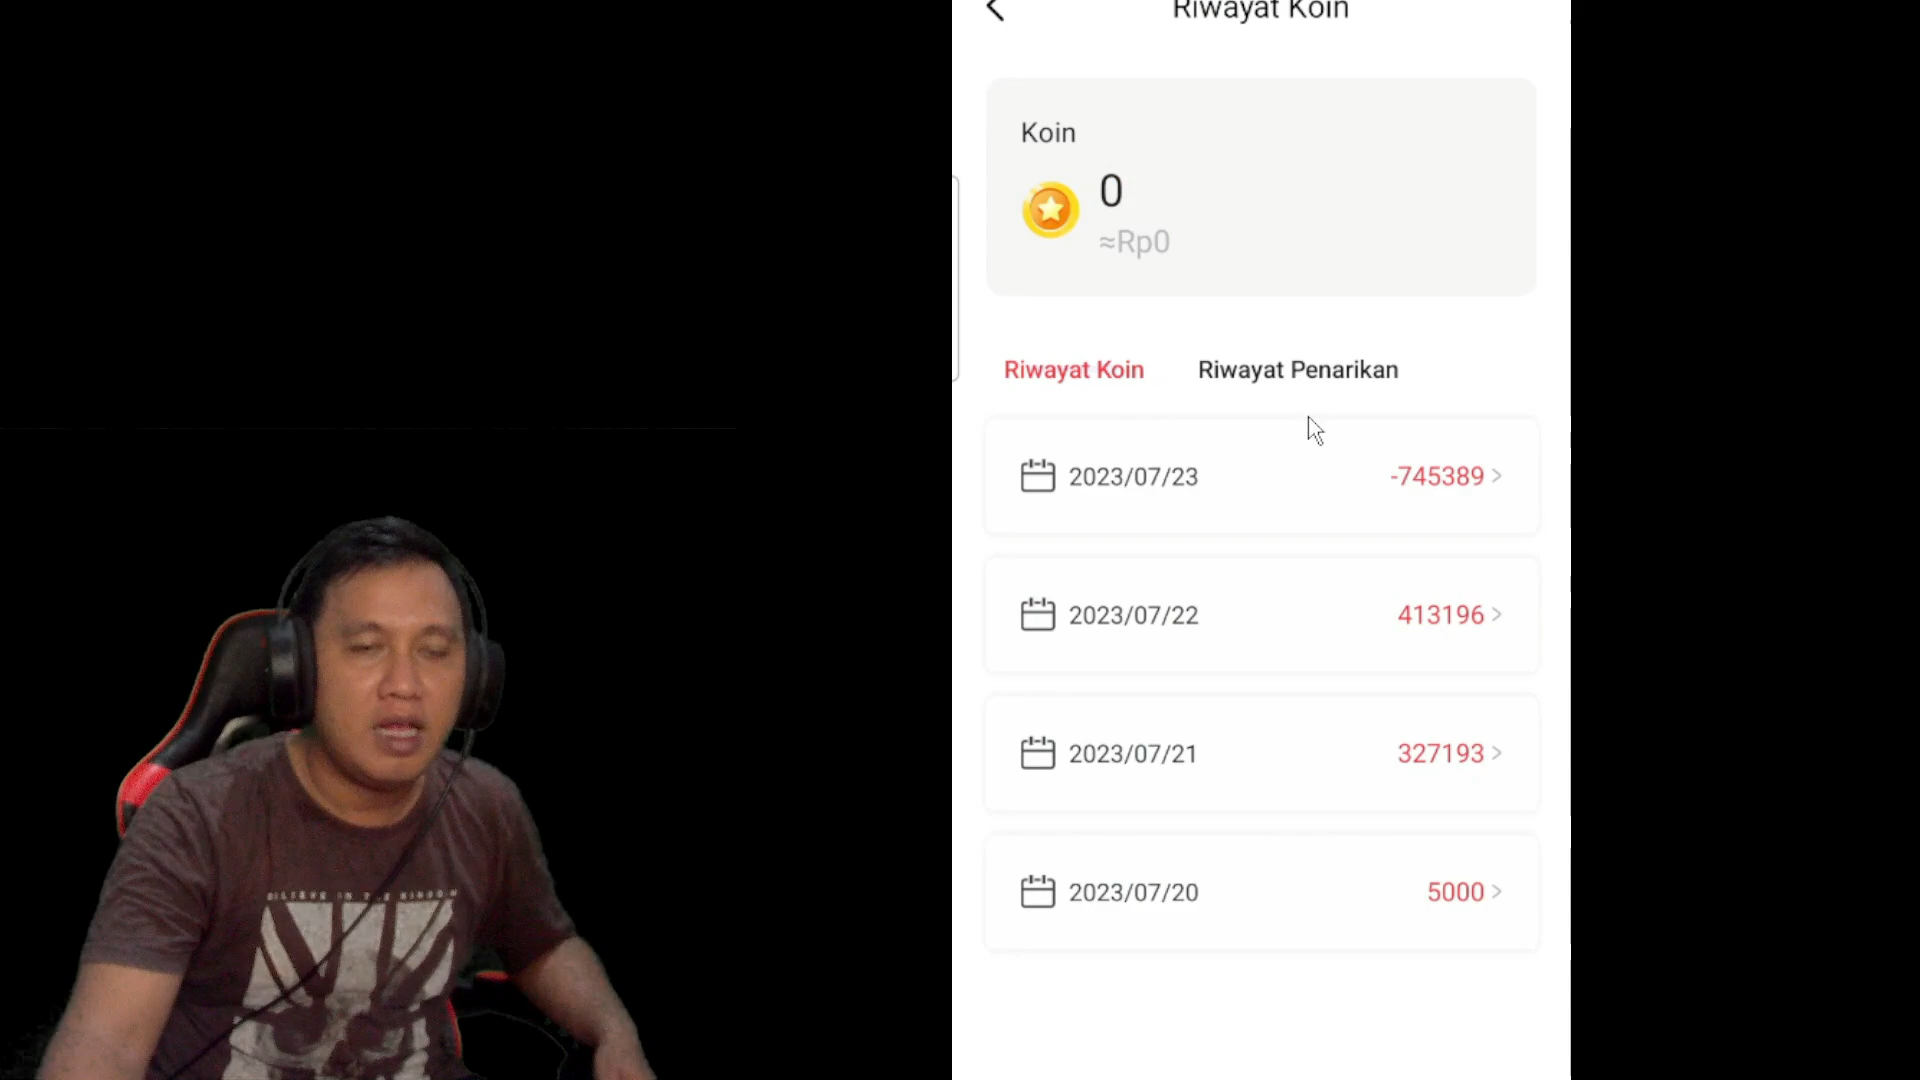 Riwayat Koin
Koin
0
≈Rp0
Riwayat Koin Riwayat Penarikan
2023/07/23 -745389
2023/07/22 413196
2023/07/21 327193
2023/07/20 5000